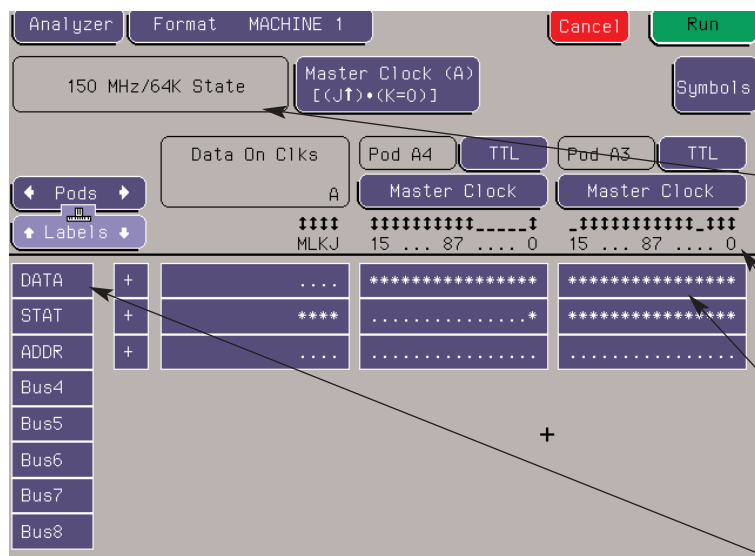 Analyzer Format MACHINE 1 Cancel Run
150 MHz/64K State Master Clock (A) Symbols
[(J↑)•(K=0)]
Data On Clks Pod A4 TTL Pod A3 TTL
Pods A Master Clock Master Clock
Labels MLKJ 15 ... 87 .... 0 15 ... 87 .... 0
DATA + .... **************** ****************
STAT + **** ...............* ****************
ADDR + .... ................ ................
Bus4
Bus5
Bus6
Bus7
Bus8